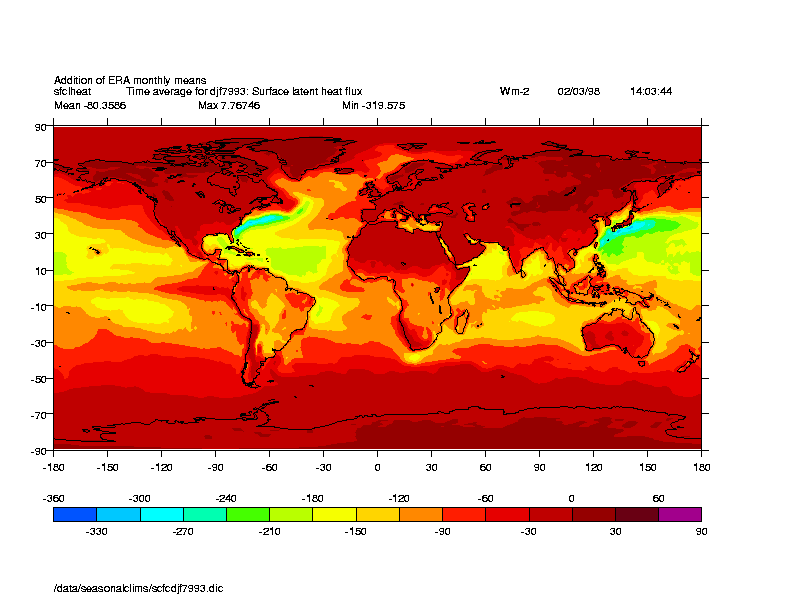 Addition of ERA monthly means
sfclheat Time average for djf7993: Surface latent heat flux Wm-2 02/03/98 14:03:44
Mean -80.3586 Max 7.76746 Min -319.575
90
70
50
30
10
-10
-30
-50
-70
-90
-180 -150 -120 -90 -60 -30 0 30 60 90 120 150 180
-360 -300 -240 -180 -120 -60 0 60
-330 -270 -210 -150 -90 -30 30 90
/data/seasonalclims/scfcdjf7993.dic